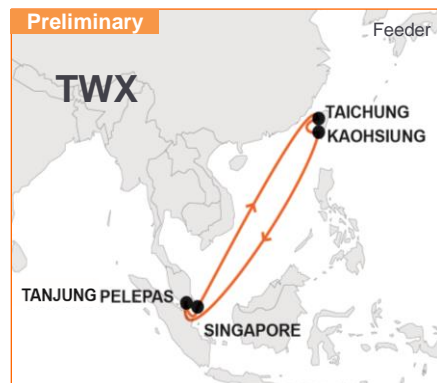 Preliminary
Feeder
TWX
TAICHUNG
KAOHSIUNG
TANJUNG PELEPAS
SINGAPORE